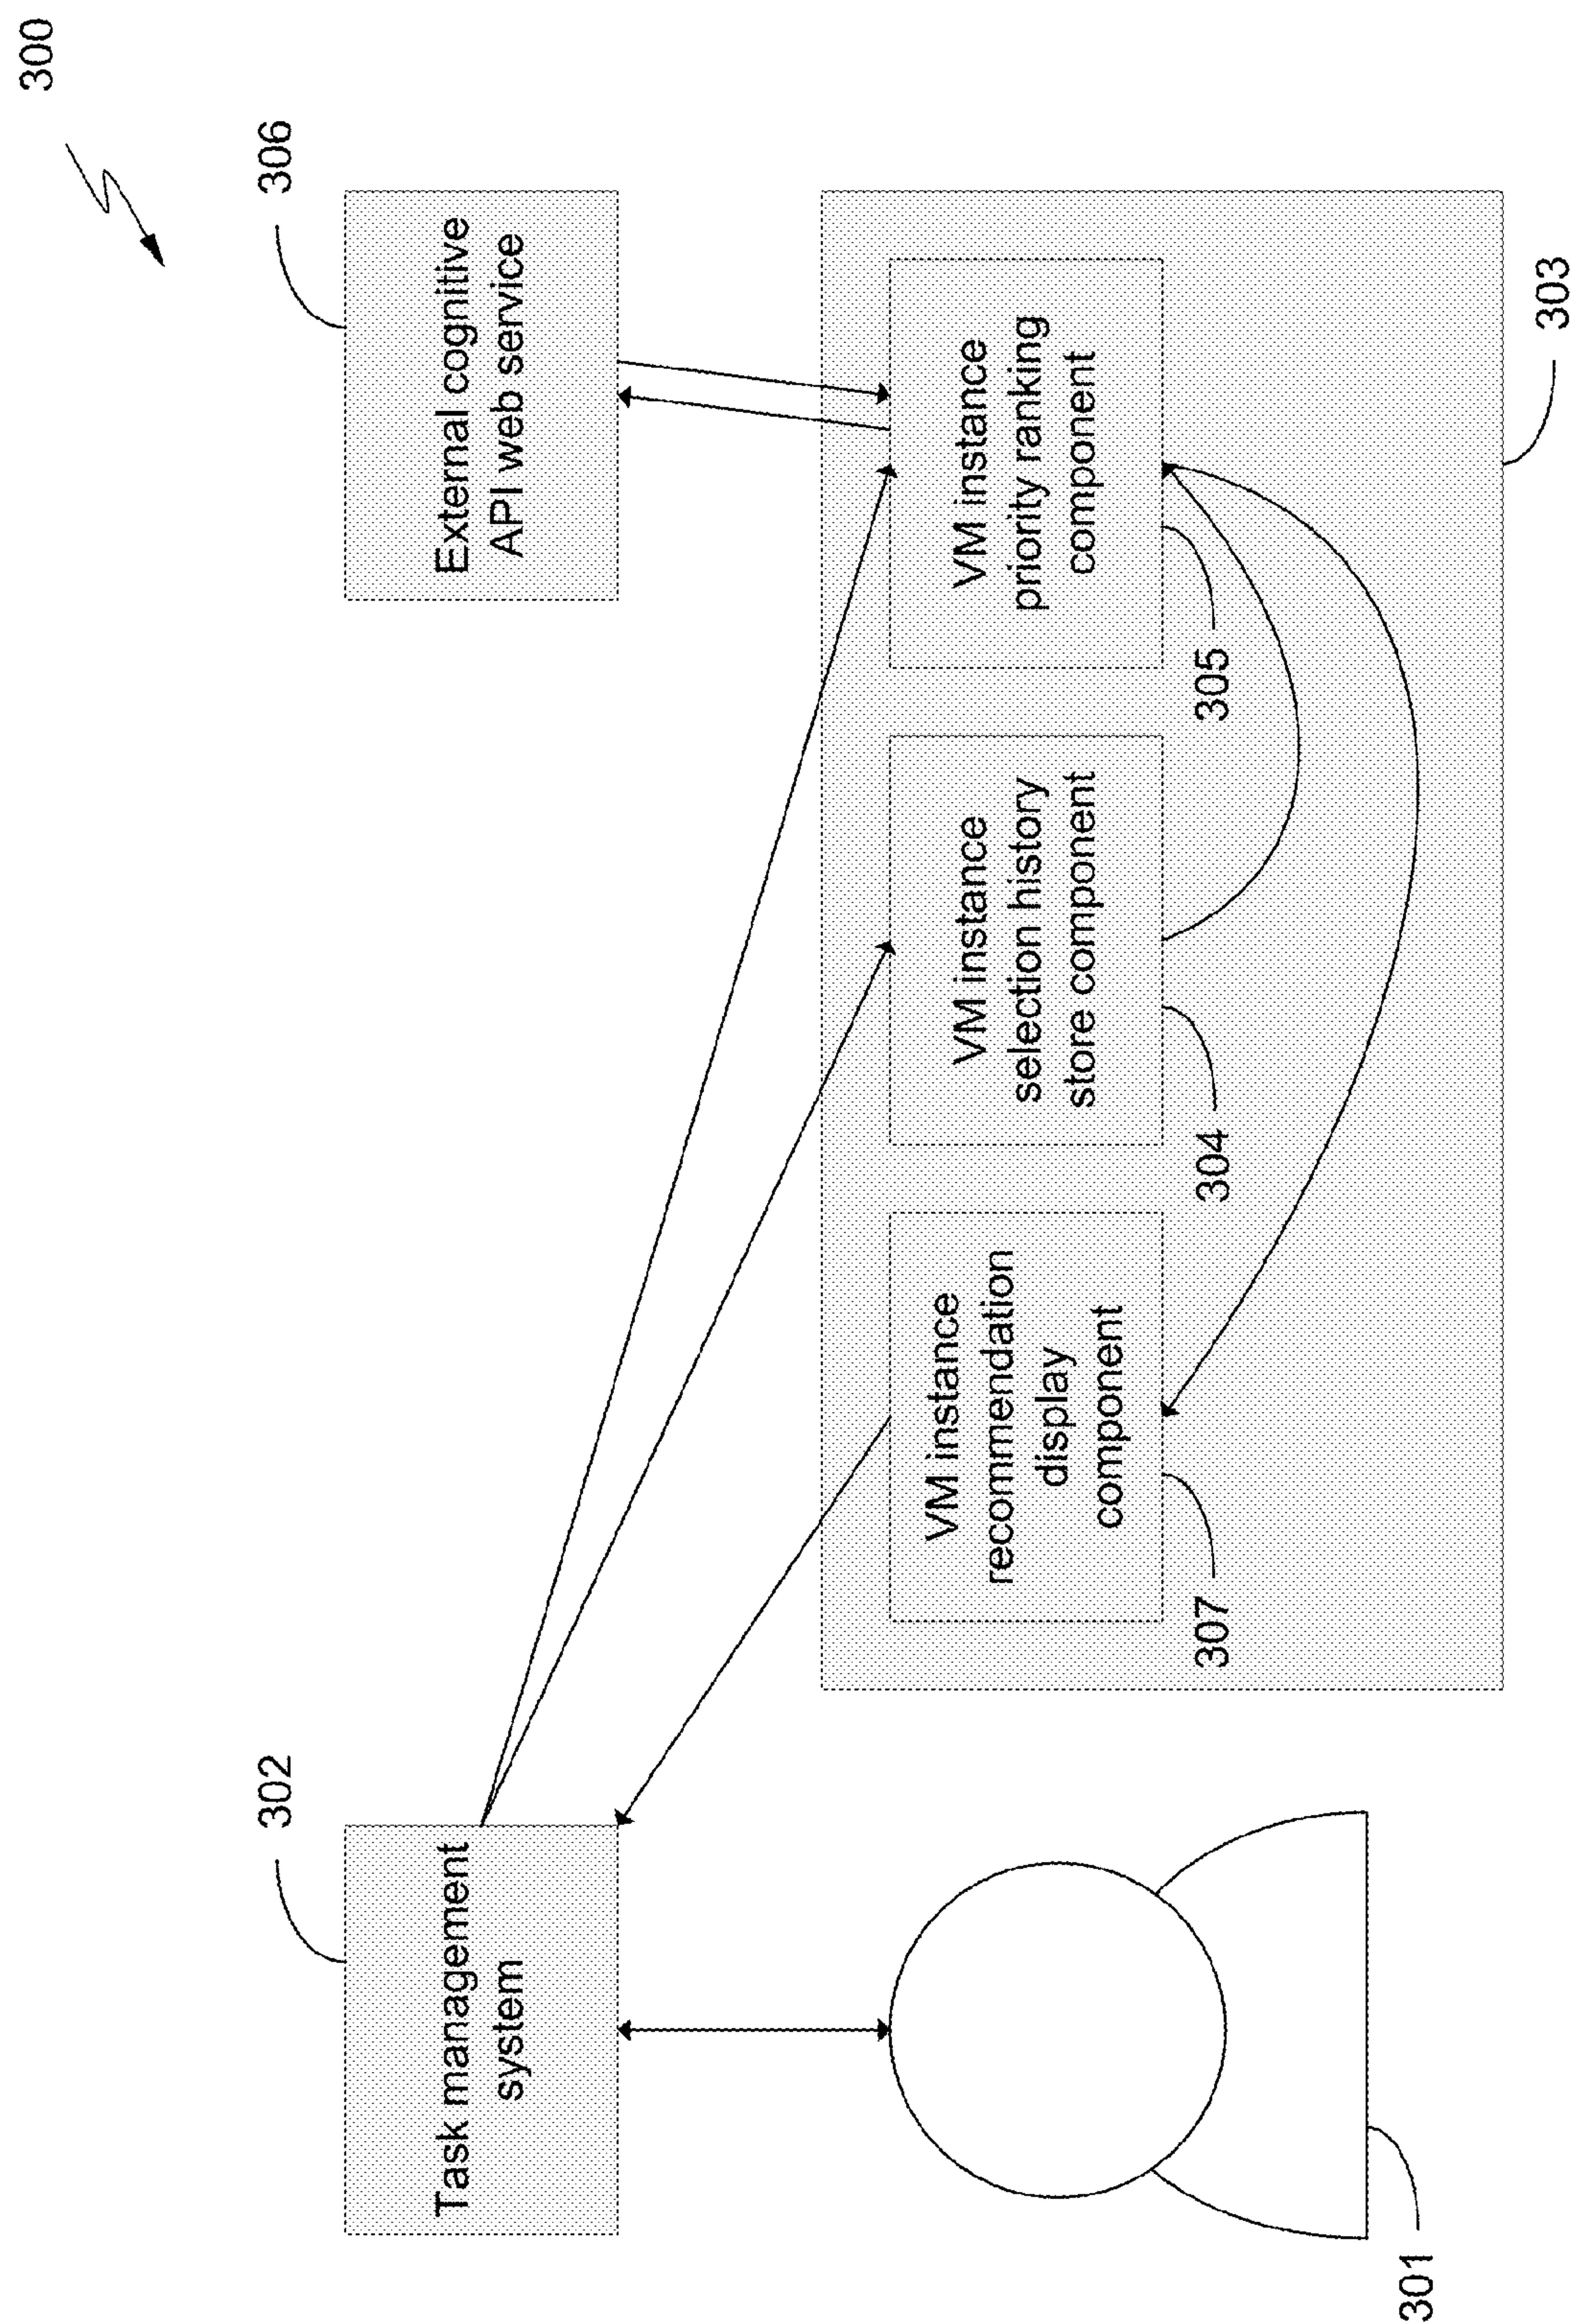 300
302
Task management
system
306
External cognitive
API web service
VM instance
recommendation
display
component
307
VM instance
selection history
store component
304
VM instance
priority ranking
component
305
301
303